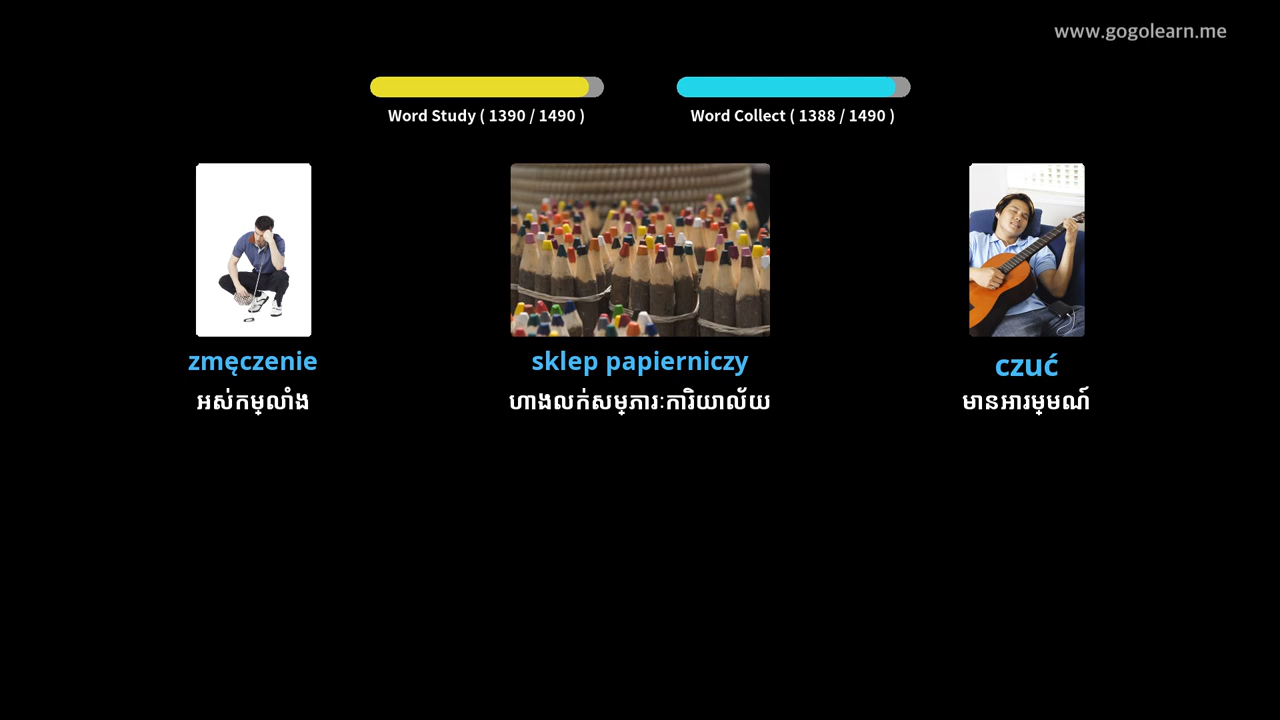 www.gogolearn.me
Word Study ( 1390 / 1490 )
Word Collect ( 1388 / 1490 )
zmęczenie
sklep papierniczy
czuć
អស់កម្លាំង
ហាងលក់សម្ភារៈការិយាល័យ
មានអារម្មណ៍